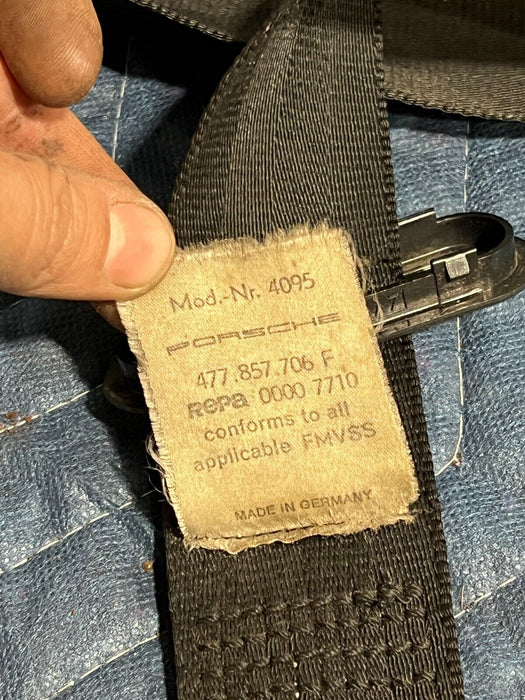 Mod.-Nr. 4095
PORSCHE
477.857.706 F
Repa 0000 7710
conforms to all
applicable FMVSS
MADE IN GERMANY